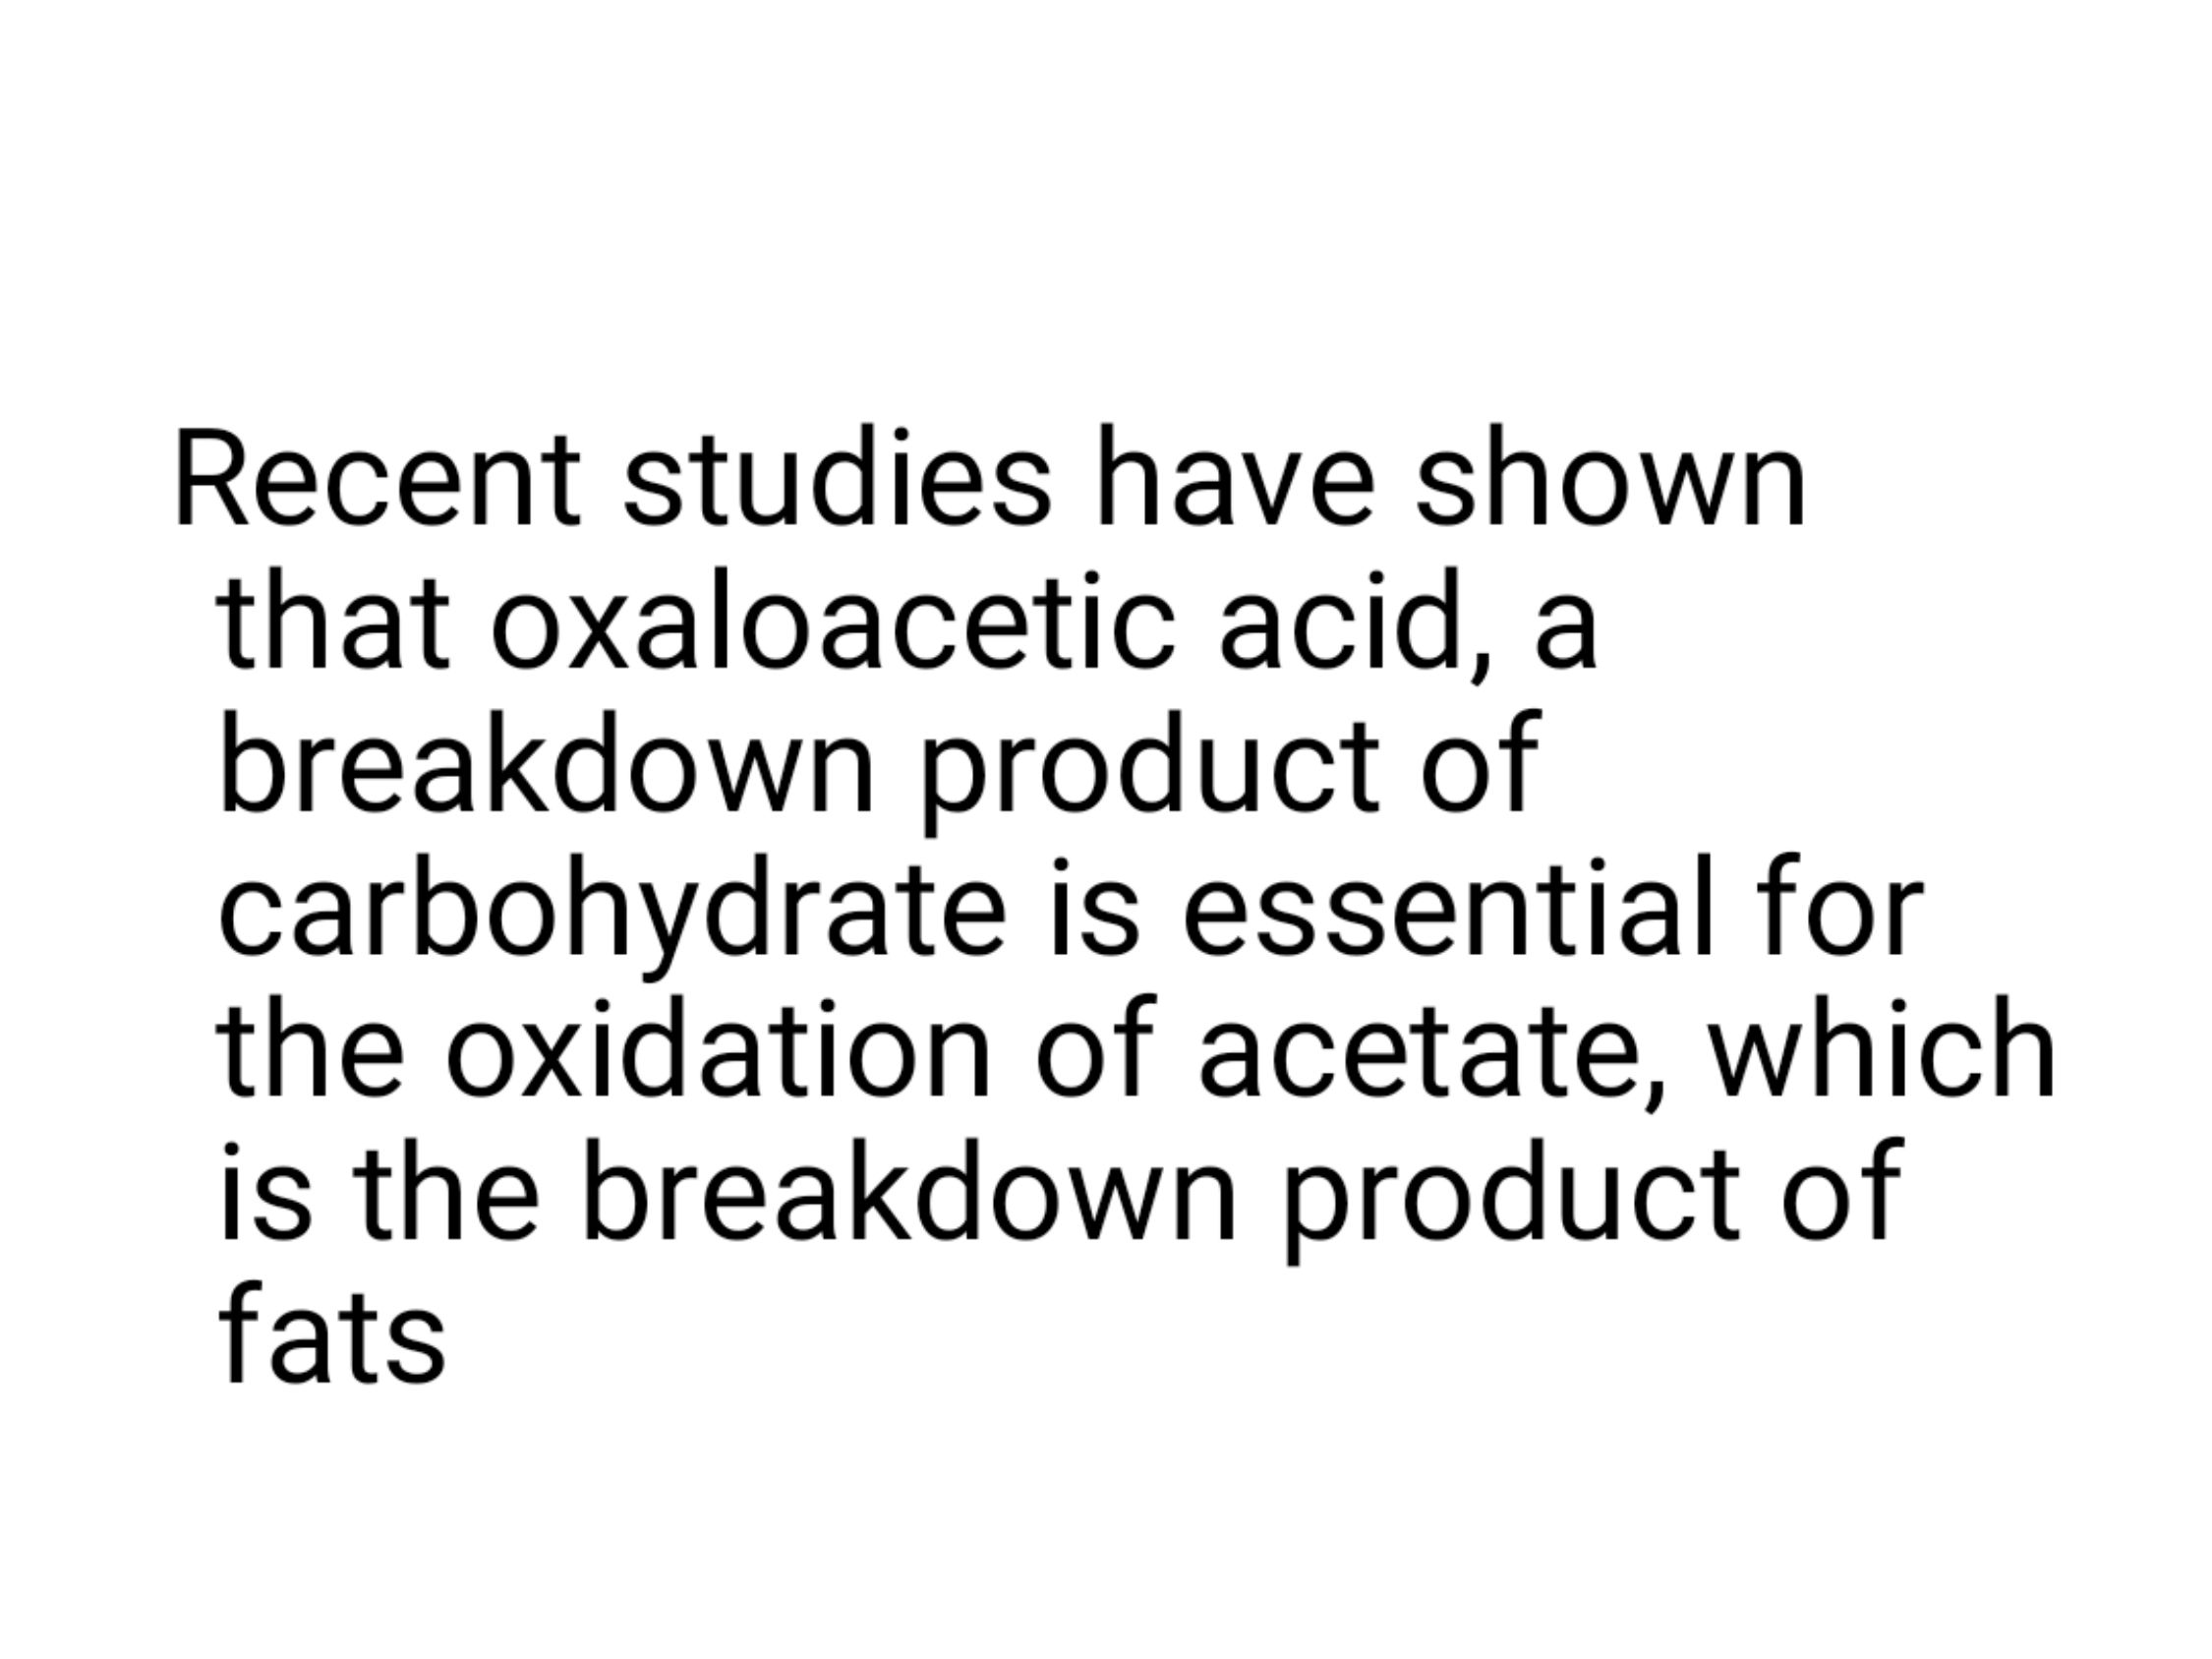 Recent studies have shown
that oxaloacetic acid, a
breakdown product of
carbohydrate is essential for
the oxidation of acetate, which
is the breakdown product of
fats